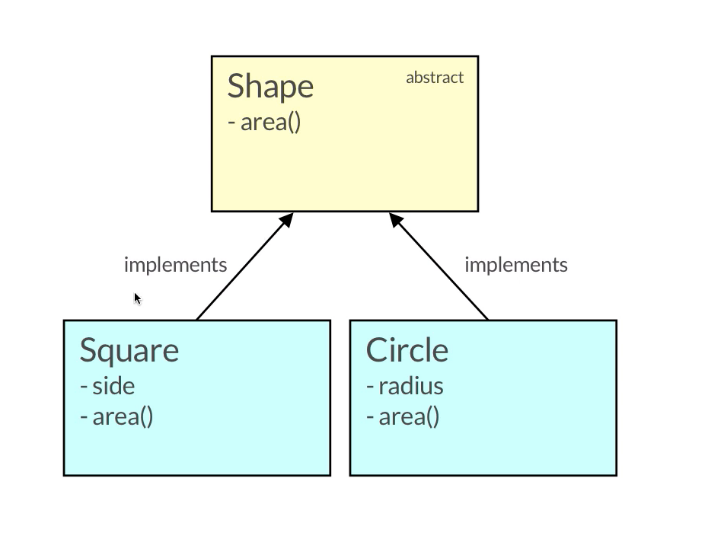 Shape
abstract
- area()
implements
implements
Square
- side
- area()
Circle
- radius
- area()